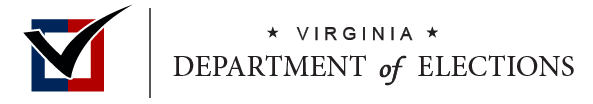 ★ VIRGINIA ★
DEPARTMENT of ELECTIONS